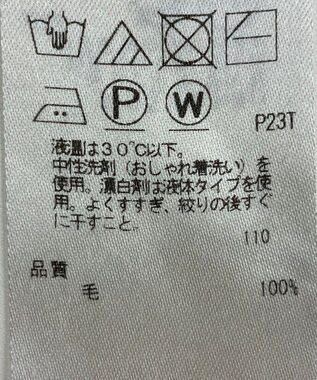 P W
P23T
液温は30℃以下。
中性洗剤（おしゃれ着洗い）を
使用。漂白剤は液体タイプを使
用。よくすすぎ、絞りの後すぐ
に干すこと。
110
品質
毛 100%